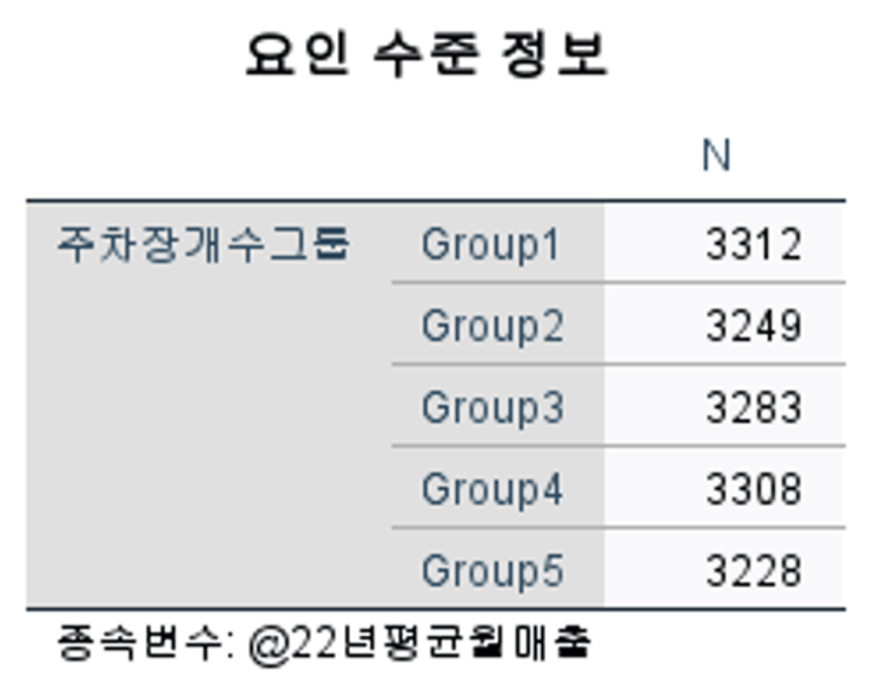 요인 수준 정보
N
주차장개수그룹 Group1 3312
Group2 3249
Group3 3283
Group4 3308
Group5 3228
종속변수: @22년평균월매출